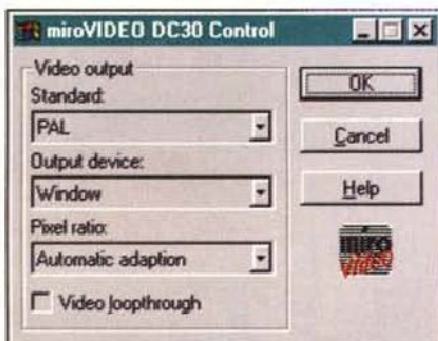 miroVIDEO DC30 Control
Video output
Standard:
PAL
Output device:
Window
Pixel ratio:
Automatic adaption
Video loopthrough
OK
Cancel
Help
miro
video